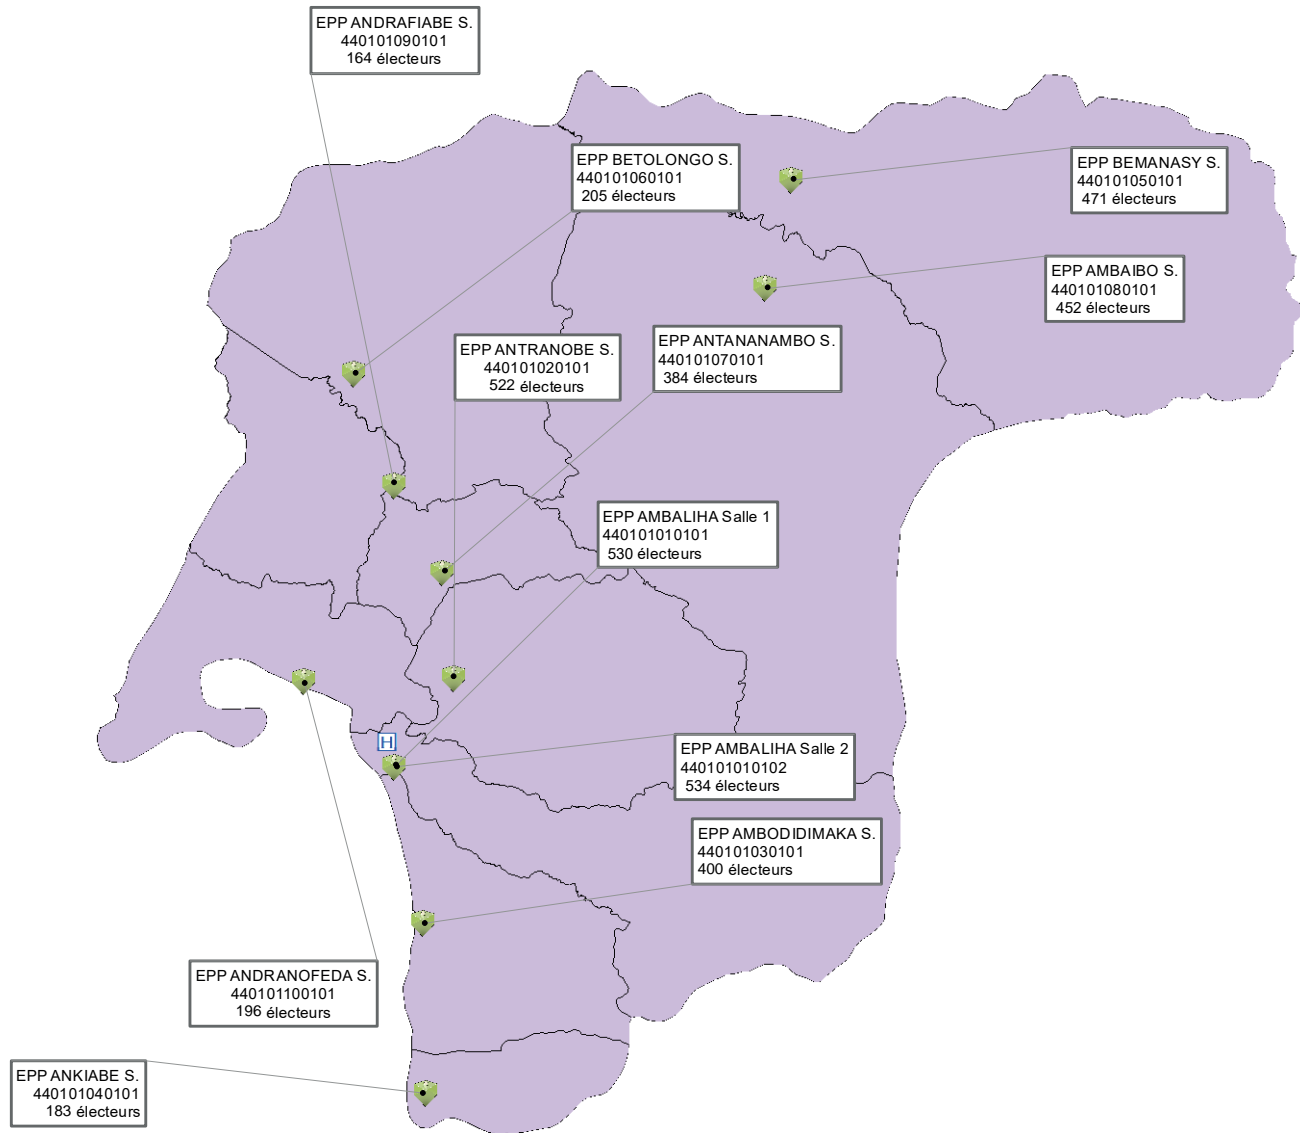 EPP ANDRAFIABE S.
440101090101
164 électeurs
EPP BETOLONGO S.
440101060101
205 électeurs
EPP BEMANASY S.
440101050101
471 électeurs
EPP AMBAIBO S.
440101080101
452 électeurs
EPP ANTRANOBE S.
440101020101
522 électeurs
EPP ANTANANAMBO S.
440101070101
384 électeurs
EPP AMBALIHA Salle 1
440101010101
530 électeurs
H
EPP AMBALIHA Salle 2
440101010102
534 électeurs
EPP AMBODIDIMAKA S.
440101030101
400 électeurs
EPP ANDRANOFEDA S.
440101100101
196 électeurs
EPP ANKIABE S.
440101040101
183 électeurs